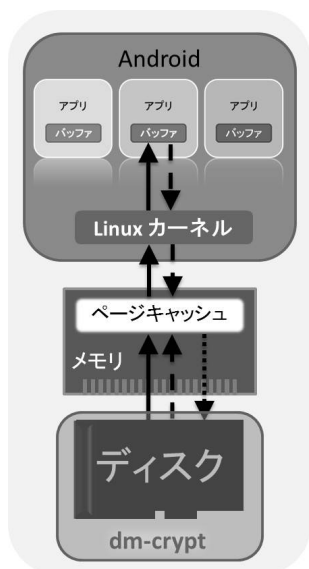 Android
アプリ
アプリ
アプリ
バッファ
バッファ
バッファ
Linux カーネル
ページキャッシュ
メモリ
ディスク
dm-crypt